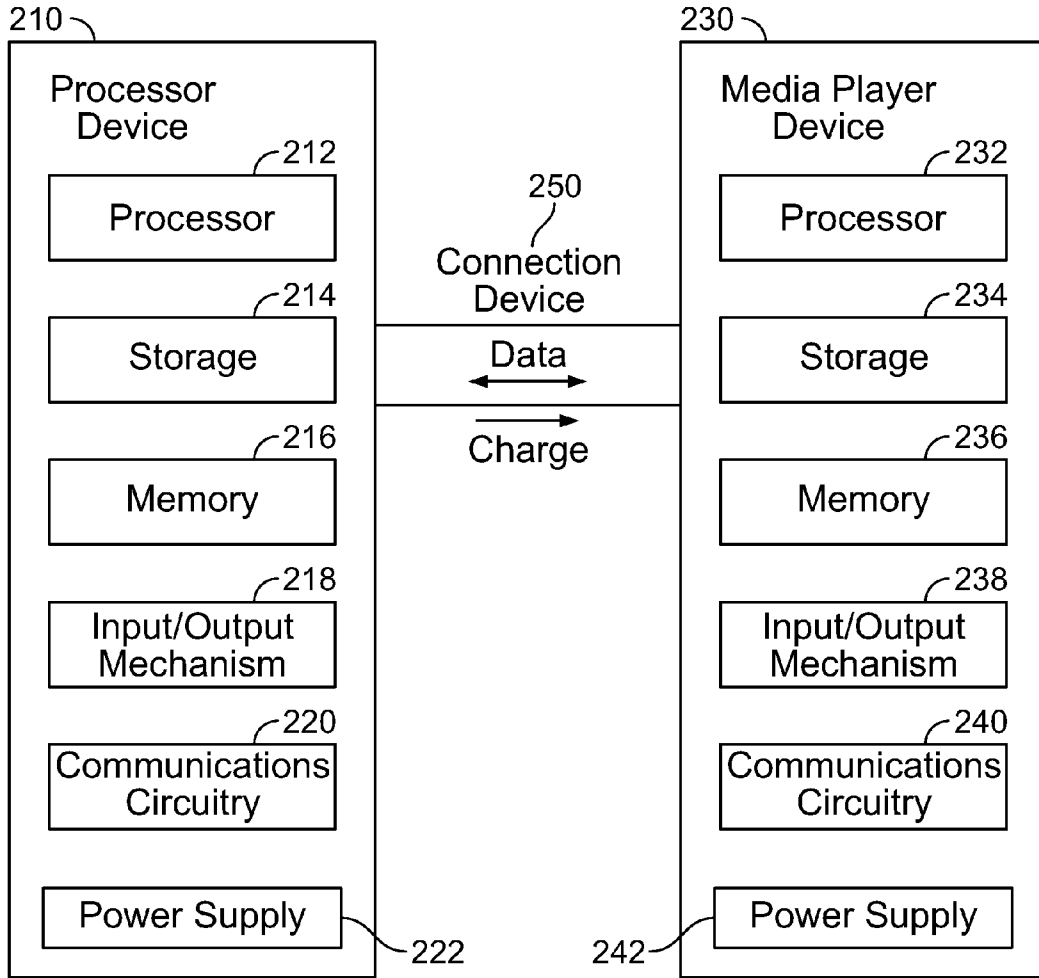 210
Processor
Device
212
Processor
214
Storage
216
Memory
218
Input/Output
Mechanism
220
Communications
Circuitry
Power Supply
222
250
Connection
Device
Data
Charge
230
Media Player
Device
232
Processor
234
Storage
236
Memory
238
Input/Output
Mechanism
240
Communications
Circuitry
Power Supply
242